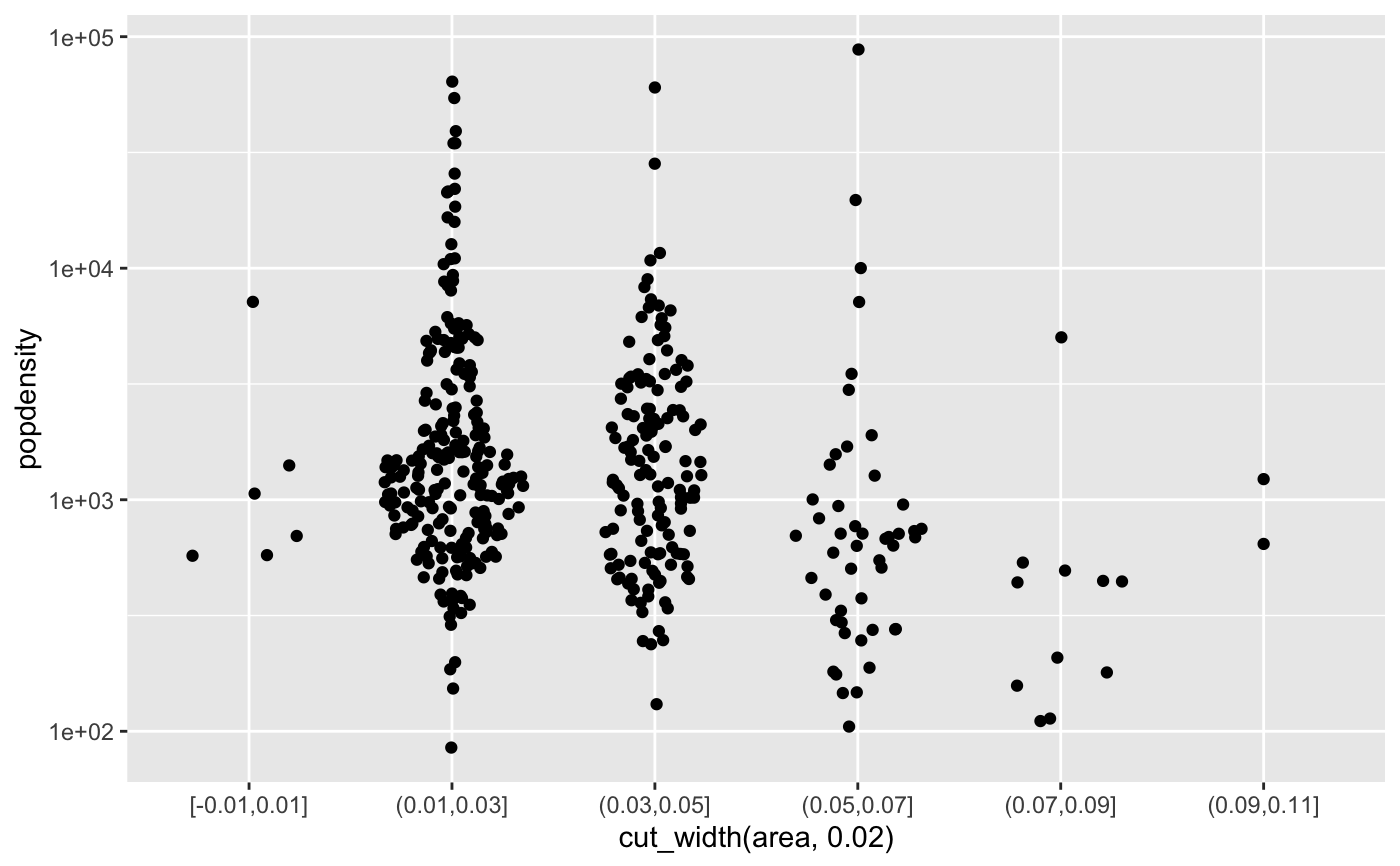 1e+05
1e+04
1e+03
1e+02
popdensity
[-0.01,0.01]
(0.01,0.03]
(0.03,0.05]
(0.05,0.07]
(0.07,0.09]
(0.09,0.11]
cut_width(area, 0.02)